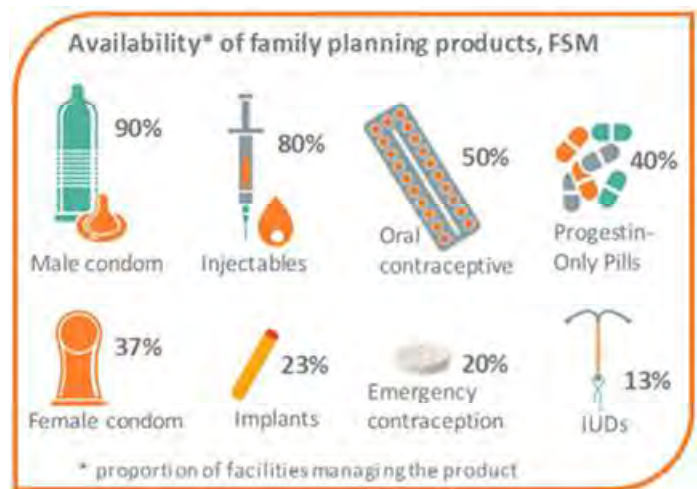 Availability* of family planning products, FSM
90%
Male condom
80%
Injectables
50%
Oral
contraceptive
40%
Progestin-
Only Pills
37%
Female condom
23%
Implants
20%
Emergency
contraception
13%
IUDs
* proportion of facilities managing the product